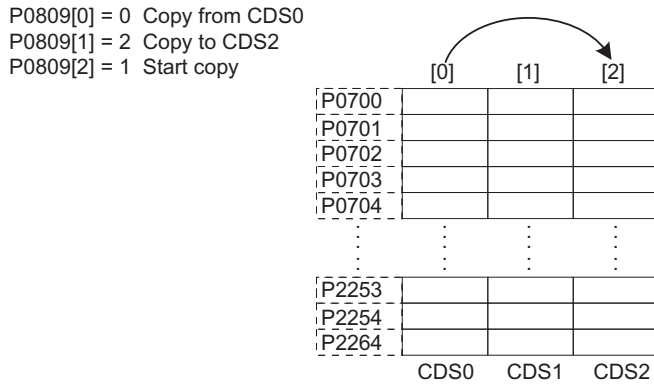 P0809[0] = 0 Copy from CDS0
P0809[1] = 2 Copy to CDS2
P0809[2] = 1 Start copy
[0] [1] [2]
P0700
P0701
P0702
P0703
P0704
P2253
P2254
P2264
CDS0 CDS1 CDS2